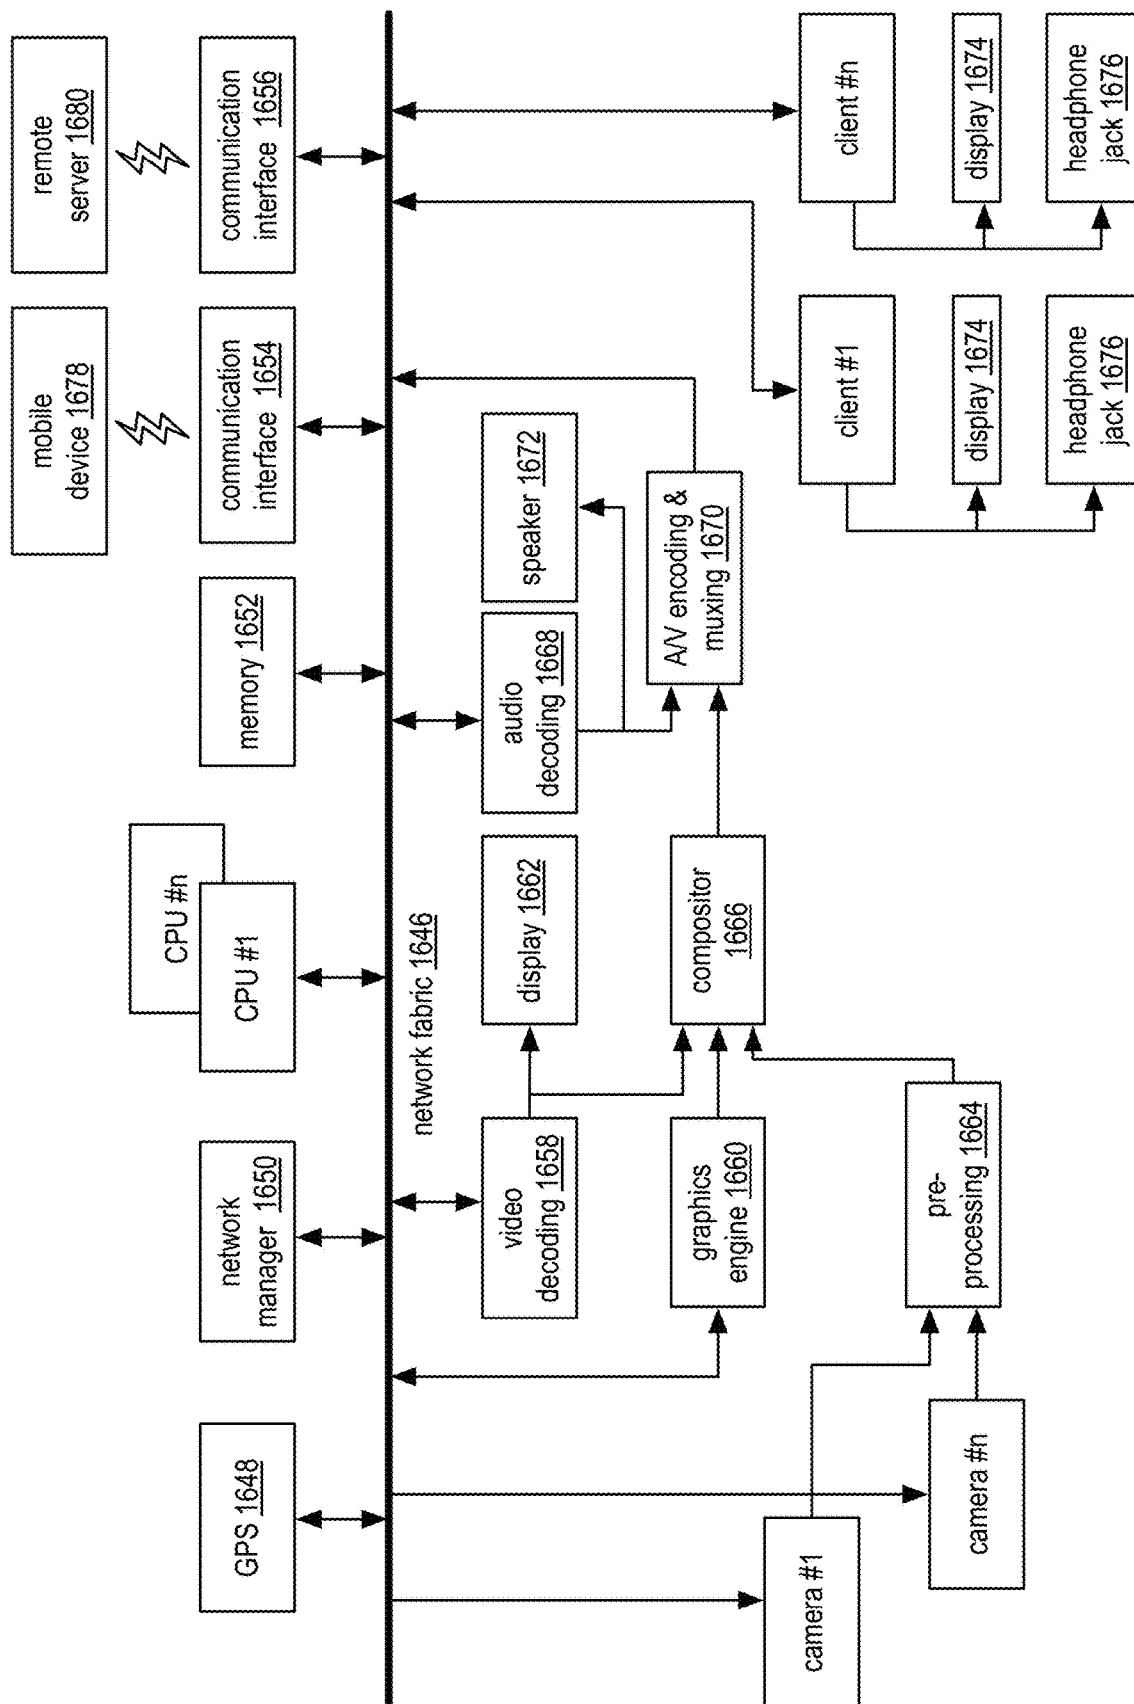 GPS 1648
network
manager 1650
CPU #n
CPU #1
memory 1652
mobile
device 1678
communication
interface 1654
remote
server 1680
communication
interface 1656
network fabric 1646
video
decoding 1658
display 1662
audio
decoding 1668
speaker 1672
graphics
engine 1660
compositor
1666
A/V encoding &
muxing 1670
camera #1
camera #n
pre-
processing 1664
client #1
display 1674
headphone
jack 1676
client #n
display 1674
headphone
jack 1676